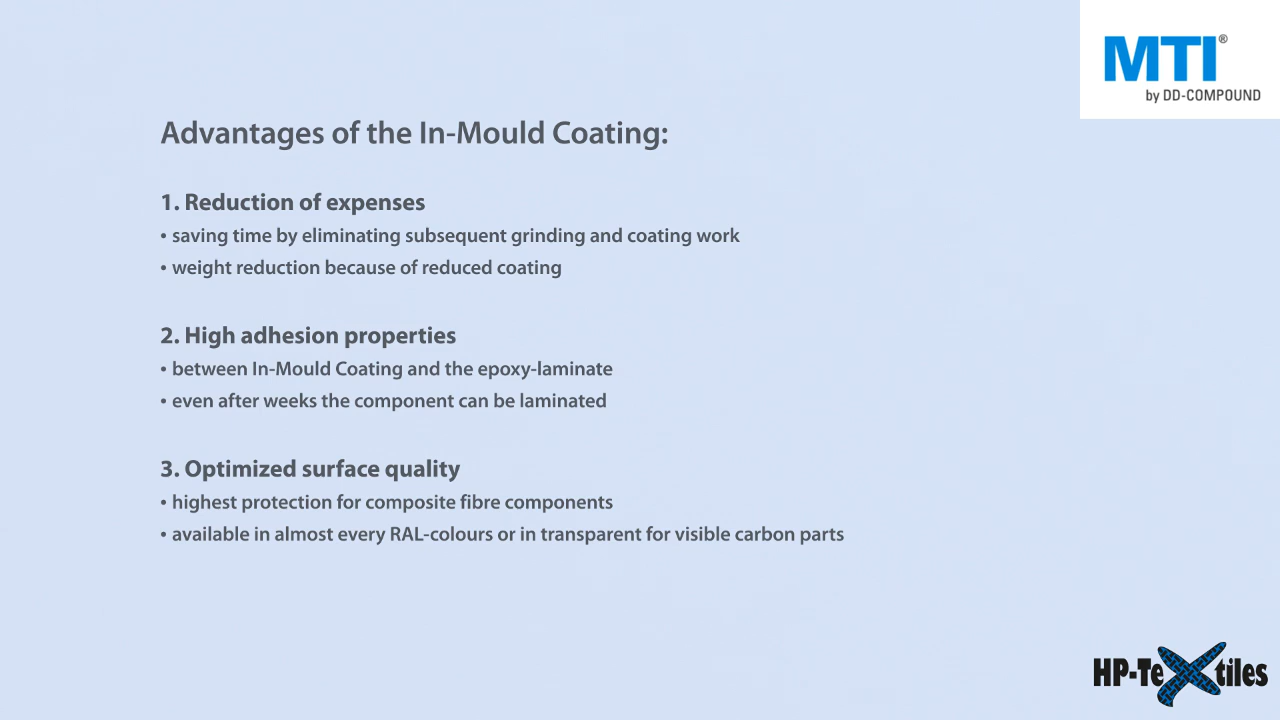 MTI®
by DD-COMPOUND
Advantages of the In-Mould Coating:
1. Reduction of expenses
• saving time by eliminating subsequent grinding and coating work
• weight reduction because of reduced coating
2. High adhesion properties
• between In-Mould Coating and the epoxy-laminate
• even after weeks the component can be laminated
3. Optimized surface quality
• highest protection for composite fibre components
• available in almost every RAL-colours or in transparent for visible carbon parts
HP-TeXtiles